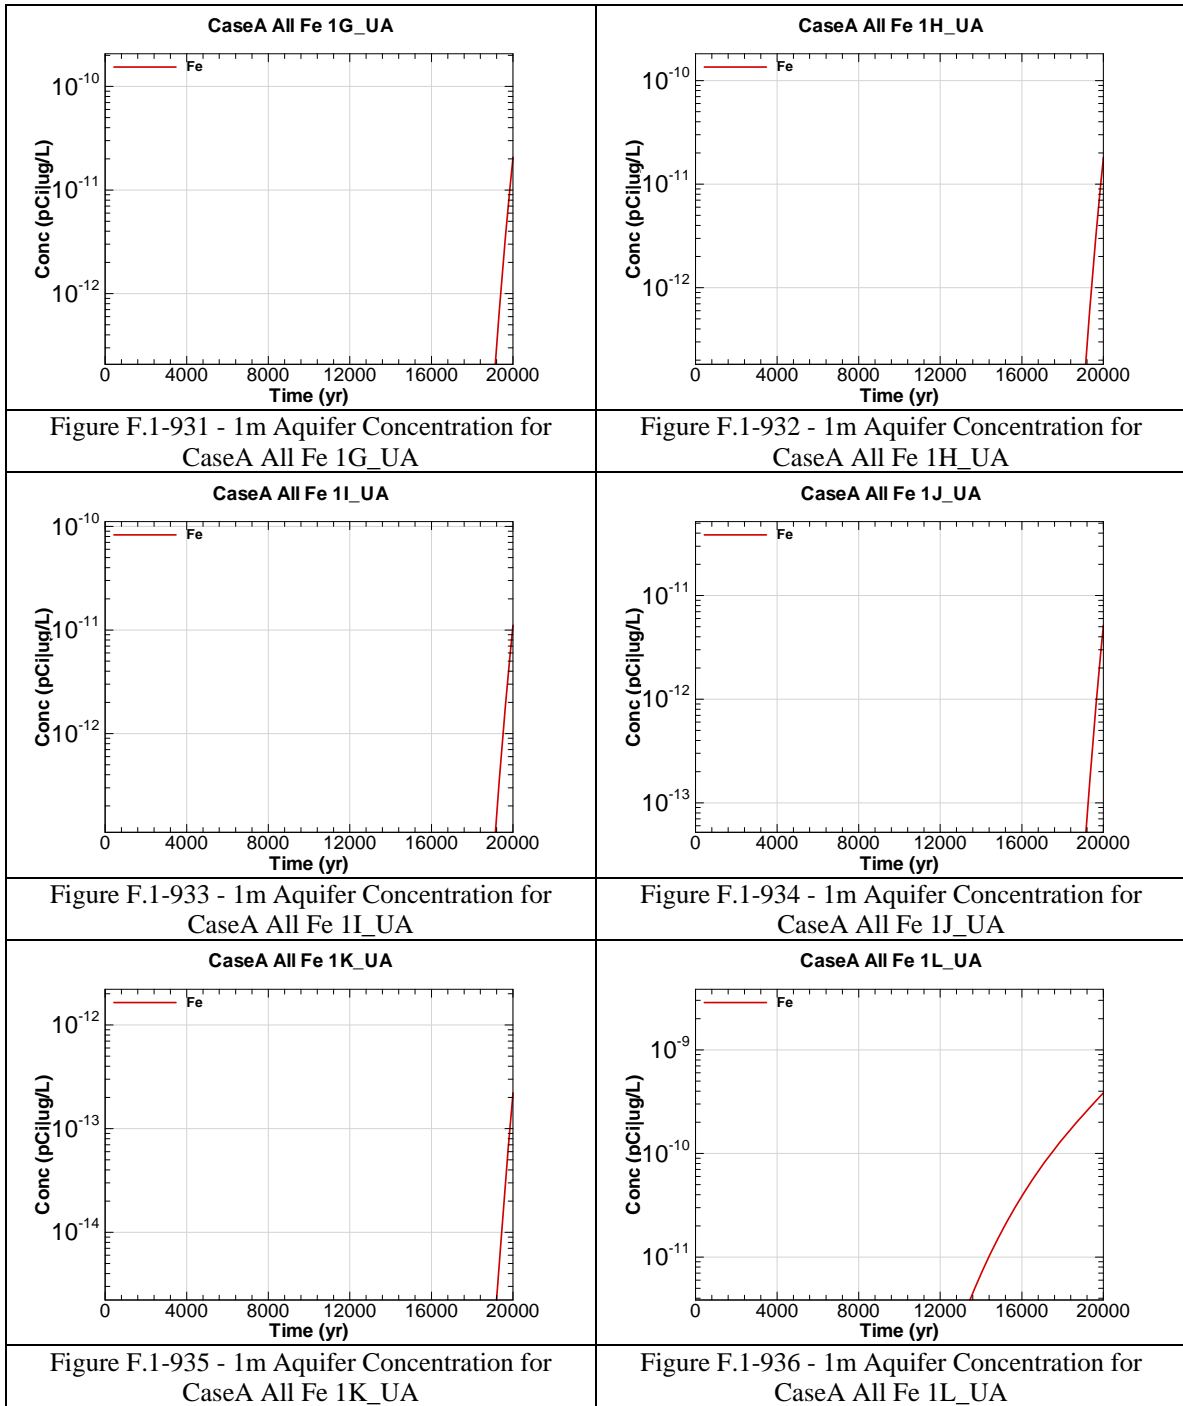 CaseA All Fe 1G_UA
Fe
10-10
10-11
10-12
Conc (pCi|ug/L)
0 4000 8000 12000 16000 20000
Time (yr)
Figure F.1-931 - 1m Aquifer Concentration for
CaseA All Fe 1G_UA
CaseA All Fe 1H_UA
Fe
10-10
10-11
10-12
Conc (pCi|ug/L)
0 4000 8000 12000 16000 20000
Time (yr)
Figure F.1-932 - 1m Aquifer Concentration for
CaseA All Fe 1H_UA
CaseA All Fe 1I_UA
Fe
10-10
10-11
10-12
Conc (pCi|ug/L)
0 4000 8000 12000 16000 20000
Time (yr)
Figure F.1-933 - 1m Aquifer Concentration for
CaseA All Fe 1I_UA
CaseA All Fe 1J_UA
Fe
10-11
10-12
10-13
Conc (pCi|ug/L)
0 4000 8000 12000 16000 20000
Time (yr)
Figure F.1-934 - 1m Aquifer Concentration for
CaseA All Fe 1J_UA
CaseA All Fe 1K_UA
Fe
10-12
10-13
10-14
Conc (pCi|ug/L)
0 4000 8000 12000 16000 20000
Time (yr)
Figure F.1-935 - 1m Aquifer Concentration for
CaseA All Fe 1K_UA
CaseA All Fe 1L_UA
Fe
10-9
10-10
10-11
Conc (pCi|ug/L)
0 4000 8000 12000 16000 20000
Time (yr)
Figure F.1-936 - 1m Aquifer Concentration for
CaseA All Fe 1L_UA